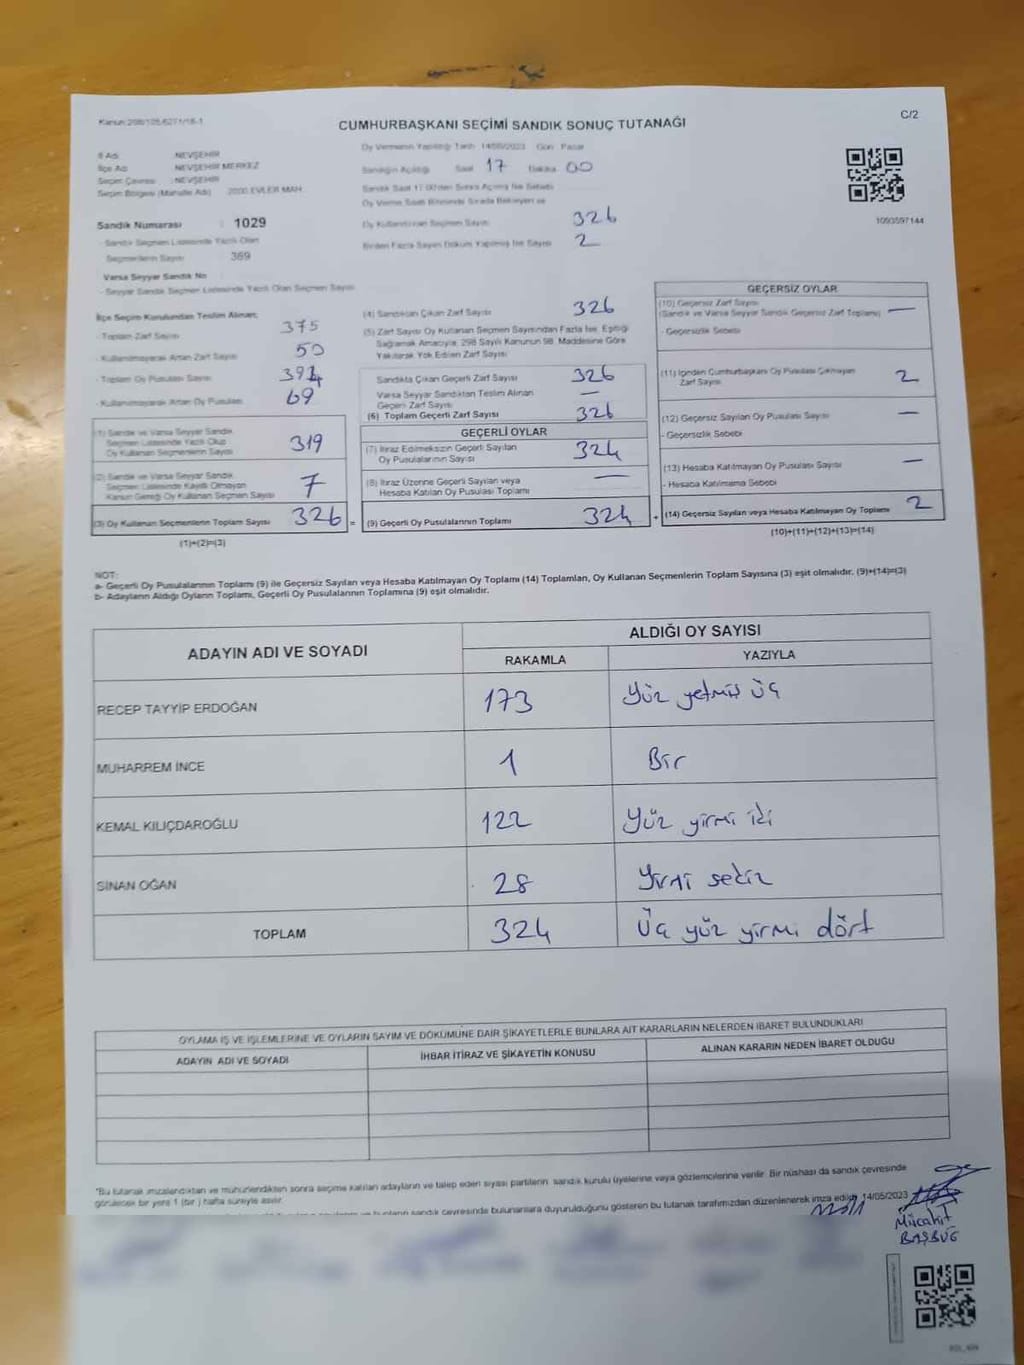 Kanun:298/105,6271/16-1
C/2
CUMHURBAŞKANI SEÇİMİ SANDIK SONUÇ TUTANAĞI
İl Adı : NEVŞEHİR
İlçe Adı : NEVŞEHİR MERKEZ
Seçim Çevresi : NEVŞEHİR
Seçim Bölgesi (Mahalle Adı) : 2000 EVLER MAH.
Sandık Numarası : 1029
- Sandık Seçmen Listesinde Yazılı Olan
Seçmenlerin Sayısı : 369
Varsa Seyyar Sandık No
- Seyyar Sandık Seçmen Listesinde Yazılı Olan Seçmen Sayısı
Oy Vermenin Yapıldığı Tarih 14/05/2023 Gün Pazar
Sandığın Açıldığı Saat 17 Dakika 00
Sandık Saat 17.00'den Sonra Açılmış İse Sebebi
Oy Verme Saati Bitiminde Sırada Bekleyen ve
Oy Kullandırılan Seçmen Sayısı 326
Birden Fazla Sayım Döküm Yapılmış İse Sayısı 2
1093597144
İlçe Seçim Kurulundan Teslim Alınan;
- Toplam Zarf Sayısı 375
- Kullanılmayarak Artan Zarf Sayısı 50
- Toplam Oy Pusulası Sayısı 394
- Kullanılmayarak Artan Oy Pusulası 69
(1) Sandık ve Varsa Seyyar Sandık
Seçmen Listesinde Yazılı Olup
Oy Kullanan Seçmenlerin Sayısı 319
(2) Sandık ve Varsa Seyyar Sandık
Seçmen Listesinde Kayıtlı Olmayan
Kanun Gereği Oy Kullanan Seçmen Sayısı 7
(3) Oy Kullanan Seçmenlerin Toplam Sayısı 326 =
(1)+(2)=(3)
(4) Sandıktan Çıkan Zarf Sayısı 326
(5) Zarf Sayısı Oy Kullanan Seçmen Sayısından Fazla İse, Eşitliği
Sağlamak Amacıyla, 298 Sayılı Kanunun 98. Maddesine Göre
Yakılarak Yok Edilen Zarf Sayısı
Sandıkta Çıkan Geçerli Zarf Sayısı 326
Varsa Seyyar Sandıktan Teslim Alınan
Geçerli Zarf Sayısı —
(6) Toplam Geçerli Zarf Sayısı 326
GEÇERLİ OYLAR
(7) İtiraz Edilmeksizin Geçerli Sayılan
Oy Pusulalarının Sayısı 324
(8) İtiraz Üzerine Geçerli Sayılan veya
Hesaba Katılan Oy Pusulası Toplamı —
(9) Geçerli Oy Pusulalarının Toplamı 324 +
GEÇERSİZ OYLAR
(10) Geçersiz Zarf Sayısı
(Sandık ve Varsa Seyyar Sandık Geçersiz Zarf Toplamı) —
- Geçersizlik Sebebi
(11) İçinden Cumhurbaşkanı Oy Pusulası Çıkmayan
Zarf Sayısı 2
(12) Geçersiz Sayılan Oy Pusulası Sayısı —
- Geçersizlik Sebebi
(13) Hesaba Katılmayan Oy Pusulası Sayısı —
- Hesaba Katılmama Sebebi
(14) Geçersiz Sayılan veya Hesaba Katılmayan Oy Toplamı 2
(10)+(11)+(12)+(13)=(14)
NOT:
a- Geçerli Oy Pusulalarının Toplamı (9) ile Geçersiz Sayılan veya Hesaba Katılmayan Oy Toplamı (14) Toplamları, Oy Kullanan Seçmenlerin Toplam Sayısına (3) eşit olmalıdır. (9)+(14)=(3)
b- Adayların Aldığı Oyların Toplamı, Geçerli Oy Pusulalarının Toplamına (9) eşit olmalıdır.
ADAYIN ADI VE SOYADI
ALDIĞI OY SAYISI
RAKAMLA YAZIYLA
RECEP TAYYİP ERDOĞAN 173 Yüz yetmiş üç
MUHARREM İNCE 1 Bir
KEMAL KILIÇDAROĞLU 122 Yüz yirmi iki
SİNAN OĞAN 28 Yirmi sekiz
TOPLAM 324 Üç yüz yirmi dört
OYLAMA İŞ VE İŞLEMLERİNE VE OYLARIN SAYIM VE DÖKÜMÜNE DAİR ŞİKAYETLERLE BUNLARA AİT KARARLARIN NELERDEN İBARET BULUNDUKLARI
ADAYIN ADI VE SOYADI İHBAR İTİRAZ VE ŞİKAYETİN KONUSU ALINAN KARARIN NEDEN İBARET OLDUĞU
*Bu tutanak imzalandıktan ve mühürlendikten sonra seçime katılan adayların ve talep eden siyasi partilerin sandık kurulu üyelerine veya gözlemcilerine verilir. Bir nüshası da sandık çevresinde
görülecek bir yere 1 (bir) hafta süreyle asılır.
sandık çevresinde bulunanlara duyurulduğunu gösteren bu tutanak tarafımızdan düzenlenerek imza edildi. 14/05/2023
Mücahit
BAŞBUĞ